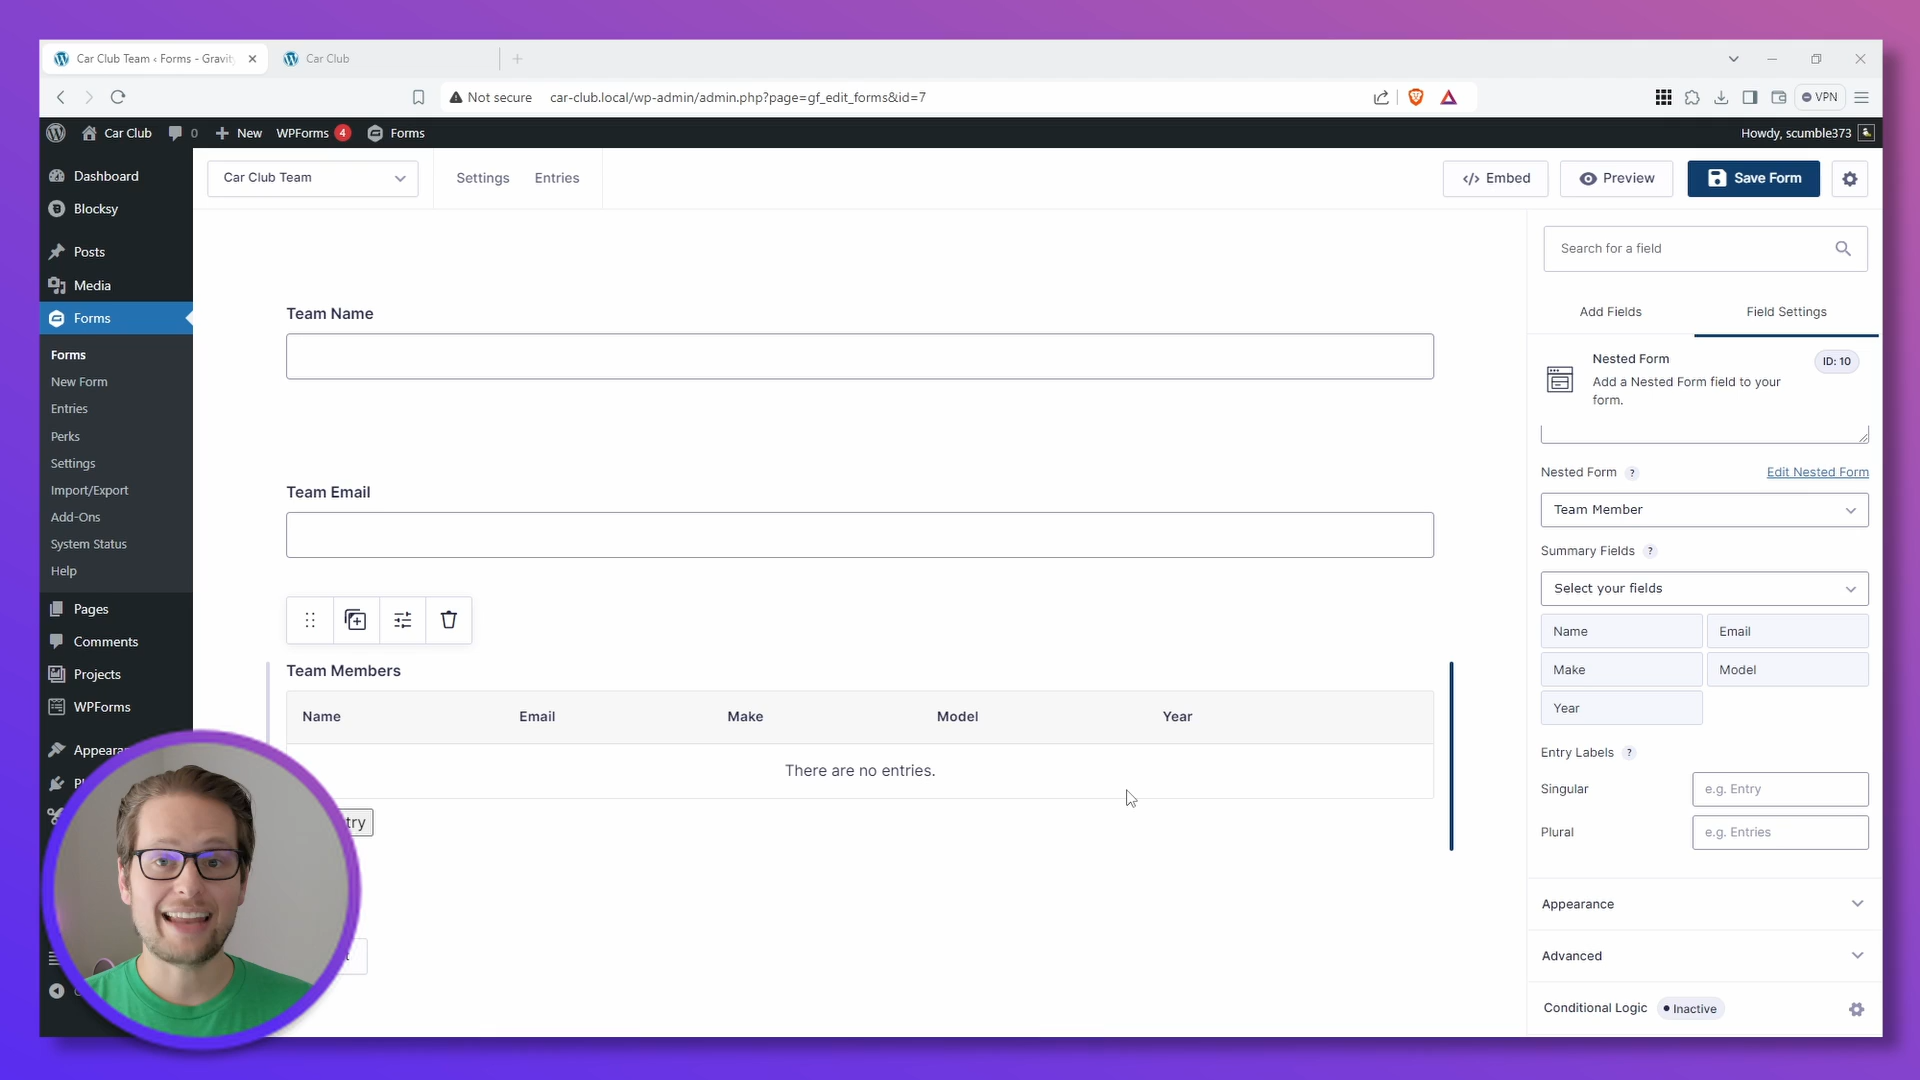 Car Club Team ‹ Forms - Gravit
Car Club
Not secure
car-club.local/wp-admin/admin.php?page=gf_edit_forms&id=7
VPN
Car Club
0
New
WPForms 4
Forms
Howdy, scumble373
Dashboard
Blocksy
Posts
Media
Forms
Forms
New Form
Entries
Perks
Settings
Import/Export
Add-Ons
System Status
Help
Pages
Comments
Projects
WPForms
Appearan
Car Club Team
Settings
Entries
Embed
Preview
Save Form
Team Name
Team Email
Team Members
Name Email Make Model Year
There are no entries.
try
Search for a field
Add Fields
Field Settings
Nested Form
ID: 10
Add a Nested Form field to your
form.
Nested Form ?
Edit Nested Form
Team Member
Summary Fields ?
Select your fields
Name Email
Make Model
Year
Entry Labels ?
Singular e.g. Entry
Plural e.g. Entries
Appearance
Advanced
Conditional Logic Inactive